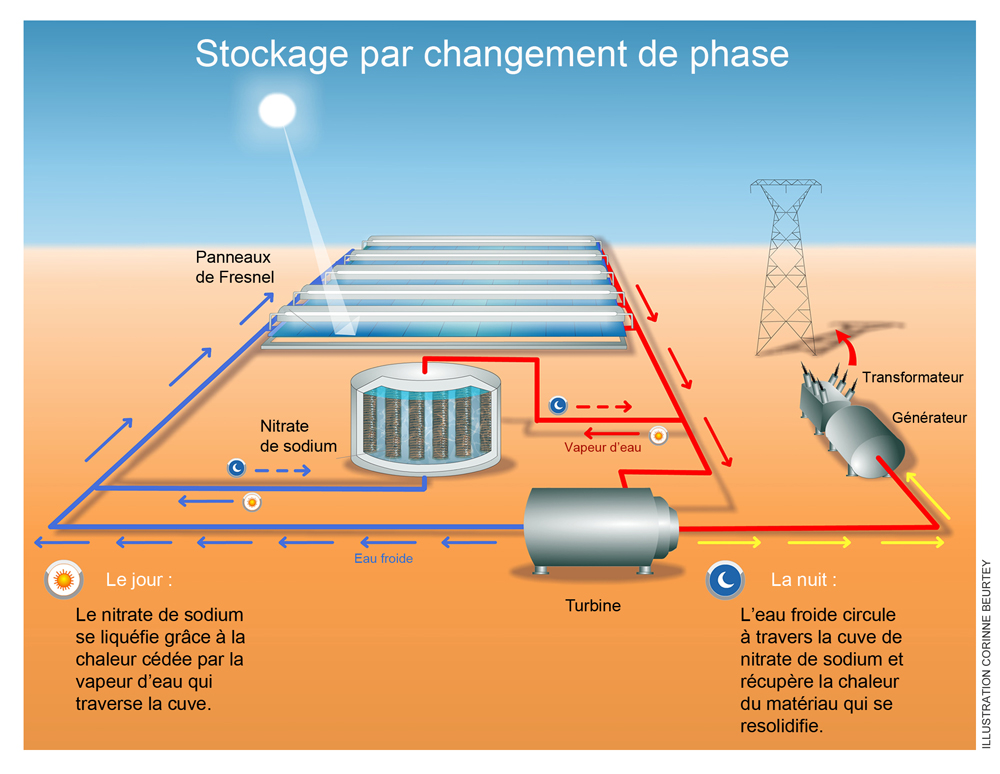 Stockage par changement de phase
Panneaux
de Fresnel
Nitrate
de sodium
Vapeur d'eau
Transformateur
Générateur
Eau froide
Turbine
Le jour :
Le nitrate de sodium
se liquéfie grâce à la
chaleur cédée par la
vapeur d'eau qui
traverse la cuve.
La nuit :
L'eau froide circule
à travers la cuve de
nitrate de sodium et
récupère la chaleur
du matériau qui se
resolidifie.
ILLUSTRATION CORINNE BEURTEY